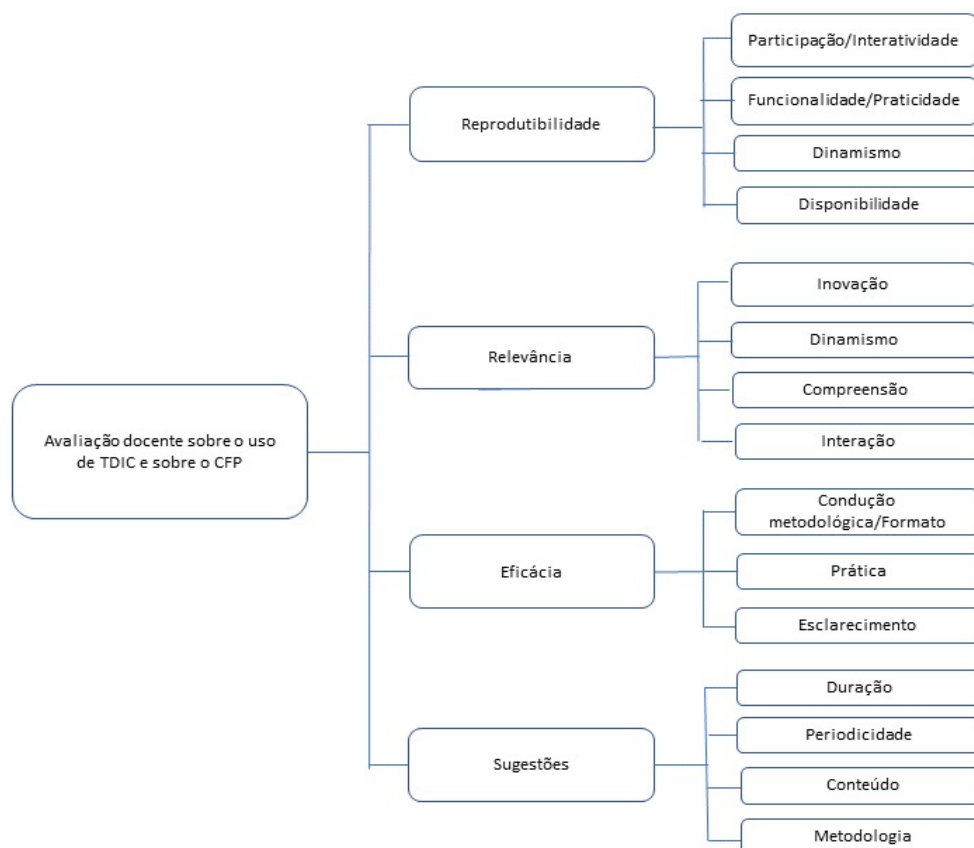 Avaliação docente sobre o uso
de TDIC e sobre o CFP
Reprodutibilidade
Participação/Interatividade
Funcionalidade/Praticidade
Dinamismo
Disponibilidade
Relevância
Inovação
Dinamismo
Compreensão
Interação
Eficácia
Condução
metodológica/Formato
Prática
Esclarecimento
Sugestões
Duração
Periodicidade
Conteúdo
Metodologia